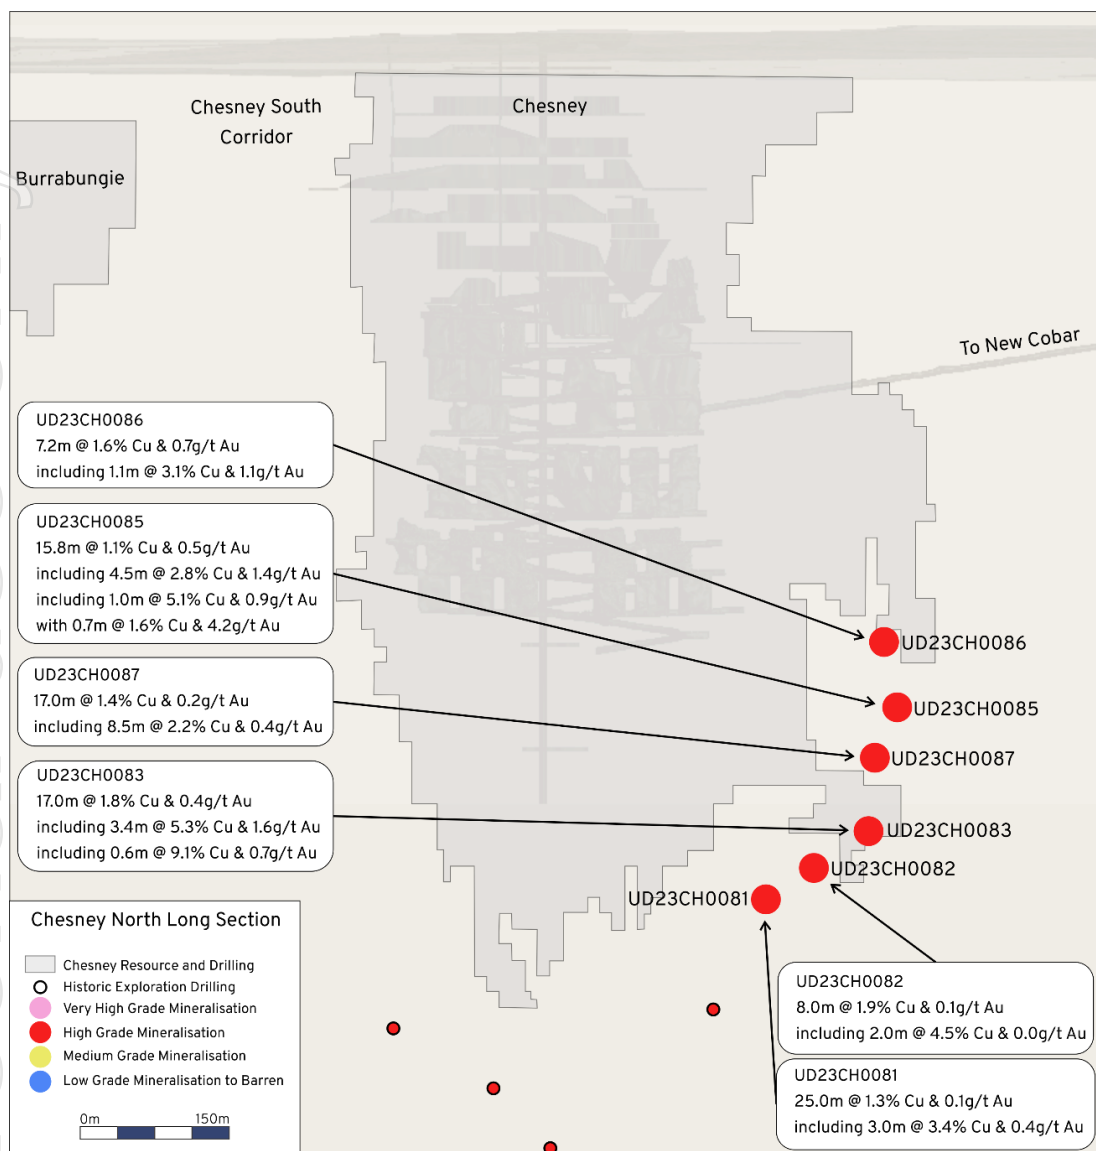 Chesney South
Corridor
Chesney
Burrabungie
To New Cobar
UD23CH0086
7.2m @ 1.6% Cu & 0.7g/t Au
including 1.1m @ 3.1% Cu & 1.1g/t Au
UD23CH0085
15.8m @ 1.1% Cu & 0.5g/t Au
including 4.5m @ 2.8% Cu & 1.4g/t Au
including 1.0m @ 5.1% Cu & 0.9g/t Au
with 0.7m @ 1.6% Cu & 4.2g/t Au
UD23CH0087
17.0m @ 1.4% Cu & 0.2g/t Au
including 8.5m @ 2.2% Cu & 0.4g/t Au
UD23CH0083
17.0m @ 1.8% Cu & 0.4g/t Au
including 3.4m @ 5.3% Cu & 1.6g/t Au
including 0.6m @ 9.1% Cu & 0.7g/t Au
UD23CH0086
UD23CH0085
UD23CH0087
UD23CH0083
UD23CH0082
UD23CH0081
Chesney North Long Section
Chesney Resource and Drilling
Historic Exploration Drilling
Very High Grade Mineralisation
High Grade Mineralisation
Medium Grade Mineralisation
Low Grade Mineralisation to Barren
0m 150m
UD23CH0082
8.0m @ 1.9% Cu & 0.1g/t Au
including 2.0m @ 4.5% Cu & 0.0g/t Au
UD23CH0081
25.0m @ 1.3% Cu & 0.1g/t Au
including 3.0m @ 3.4% Cu & 0.4g/t Au